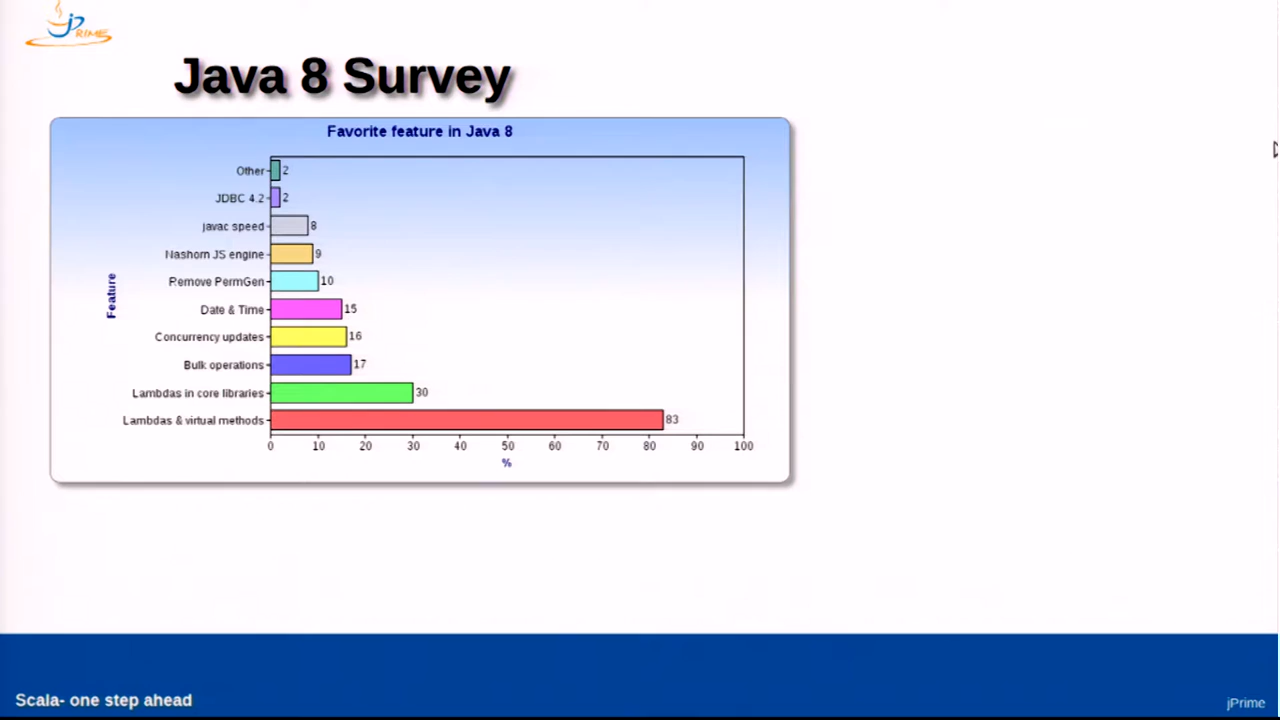 jPRIME
Java 8 Survey
Favorite feature in Java 8
Feature
Other 2
JDBC 4.2 2
javac speed 8
Nashorn JS engine 9
Remove PermGen 10
Date & Time 15
Concurrency updates 16
Bulk operations 17
Lambdas in core libraries 30
Lambdas & virtual methods 83
0 10 20 30 40 50 60 70 80 90 100
%
Scala- one step ahead
jPrime